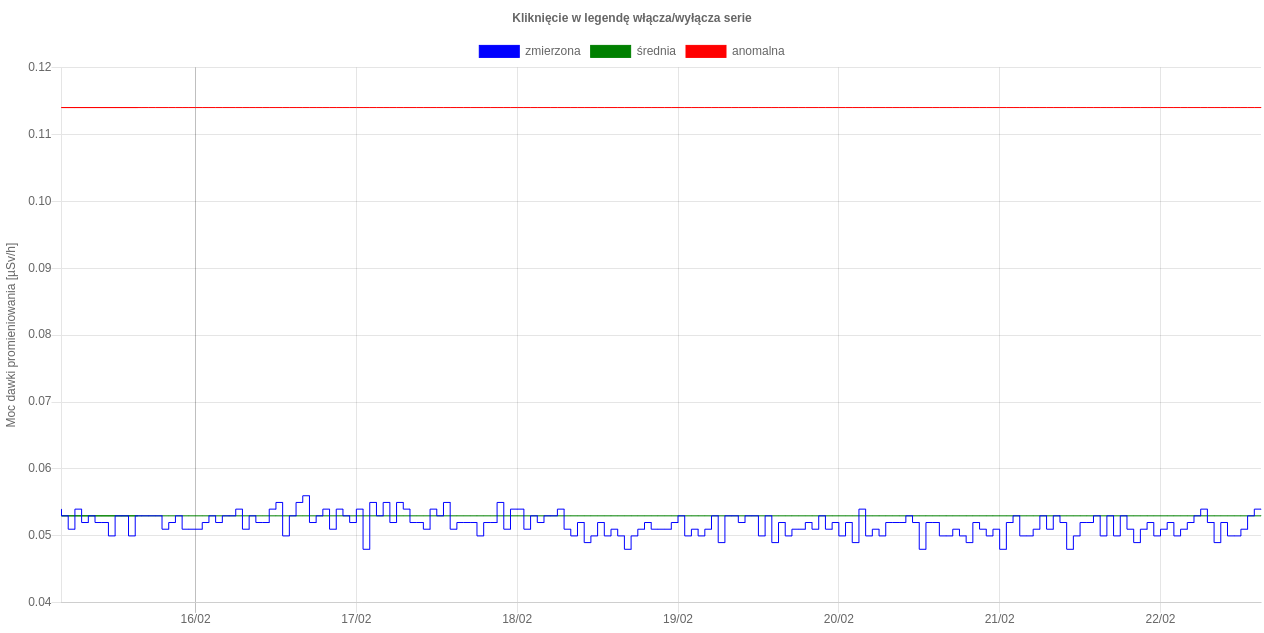 Kliknięcie w legendę włącza/wyłącza serie
zmierzona średnia anomalna
Moc dawki promieniowania [µSv/h]
0.12
0.11
0.10
0.09
0.08
0.07
0.06
0.05
0.04
16/02 17/02 18/02 19/02 20/02 21/02 22/02